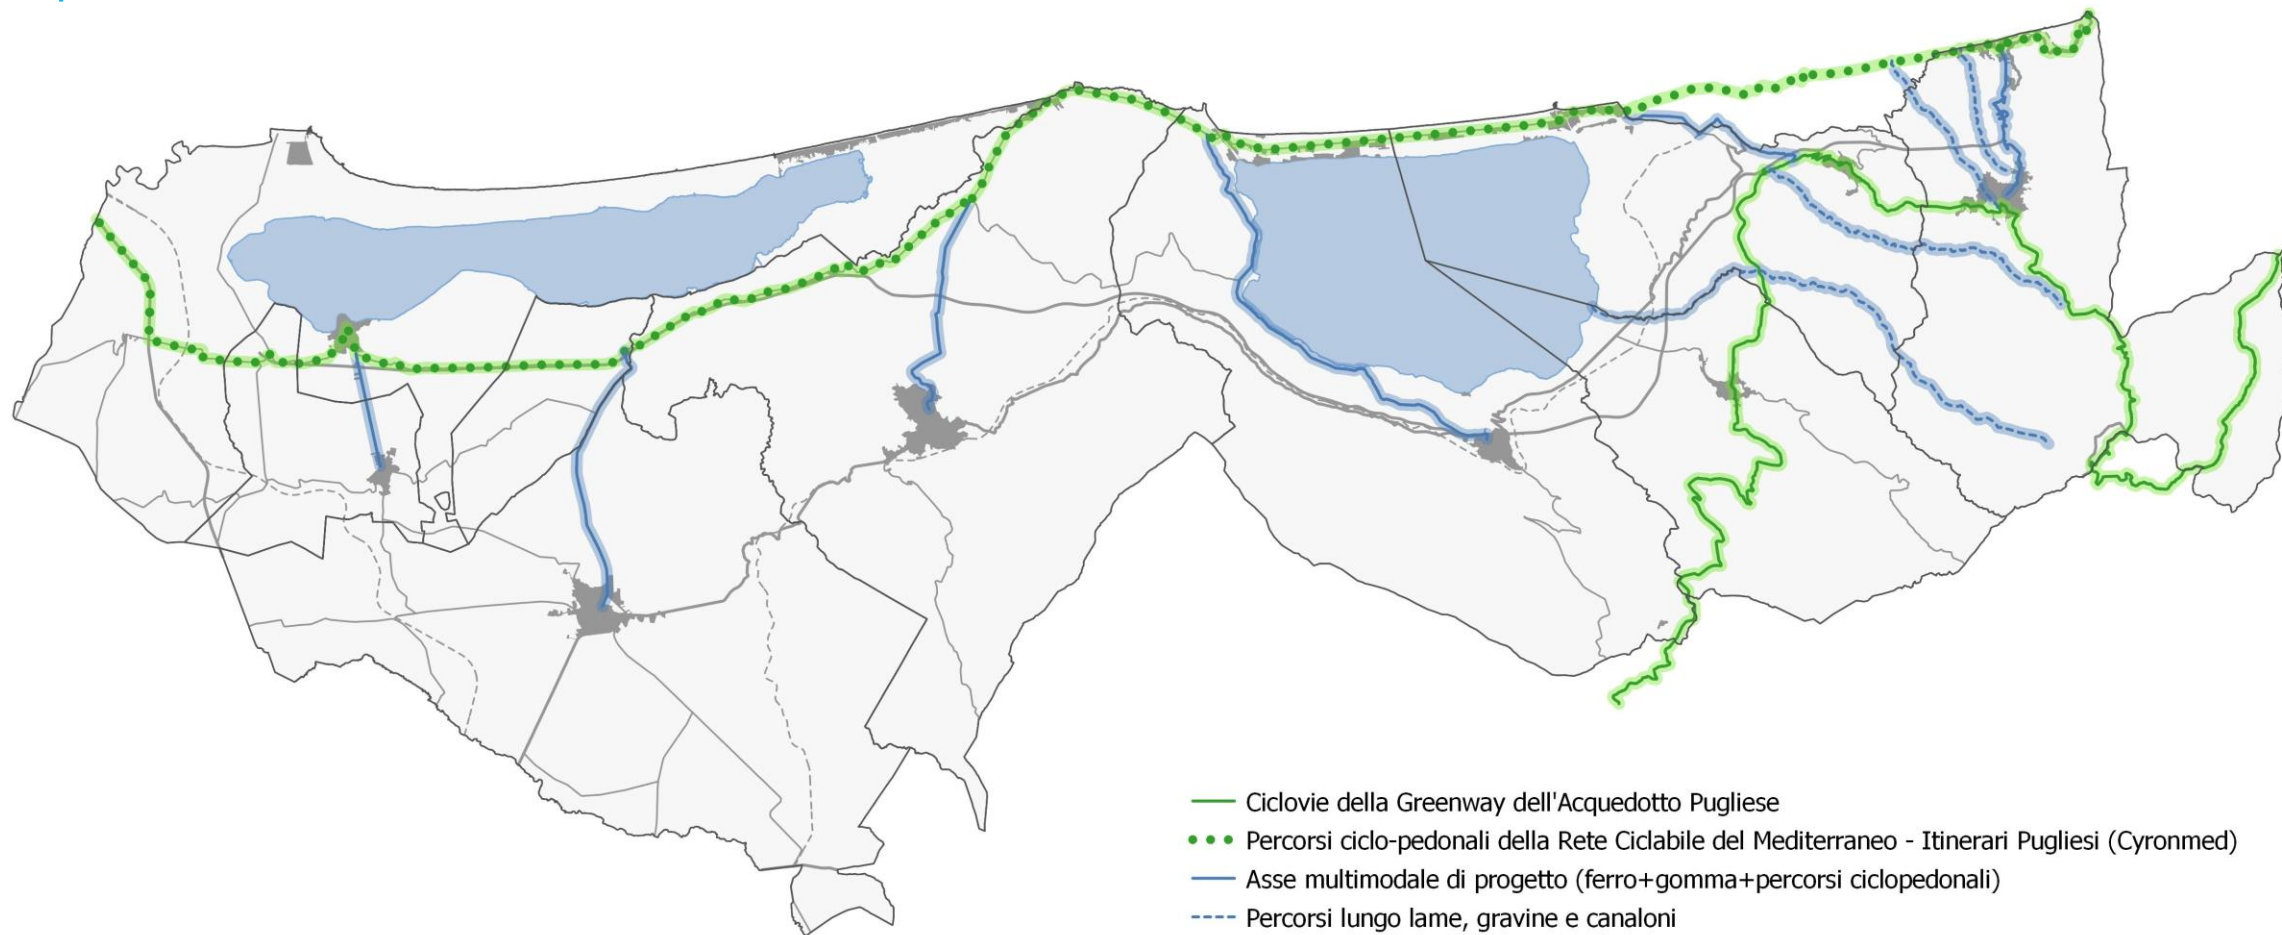 Ciclovie della Greenway dell'Acquedotto Pugliese
Percorsi ciclo-pedonali della Rete Ciclabile del Mediterraneo - Itinerari Pugliesi (Cyronmed)
Asse multimodale di progetto (ferro+gomma+percorsi ciclopedonali)
Percorsi lungo lame, gravine e canaloni